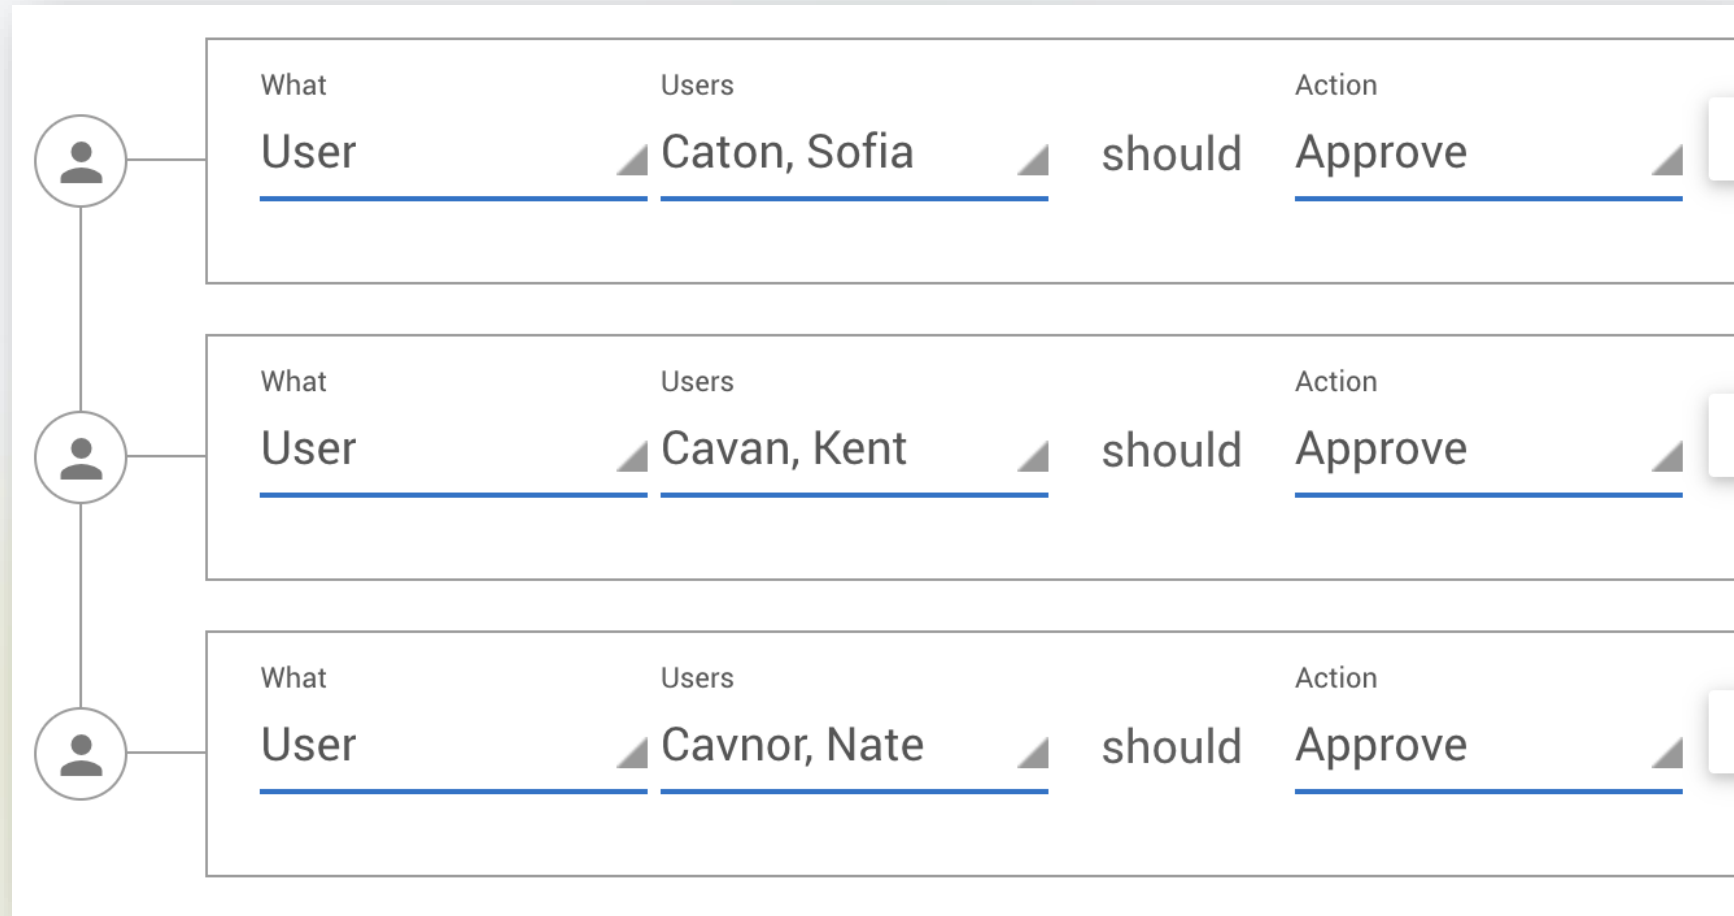 What Users Action
User Caton, Sofia should Approve
What Users Action
User Cavan, Kent should Approve
What Users Action
User Cavnor, Nate should Approve